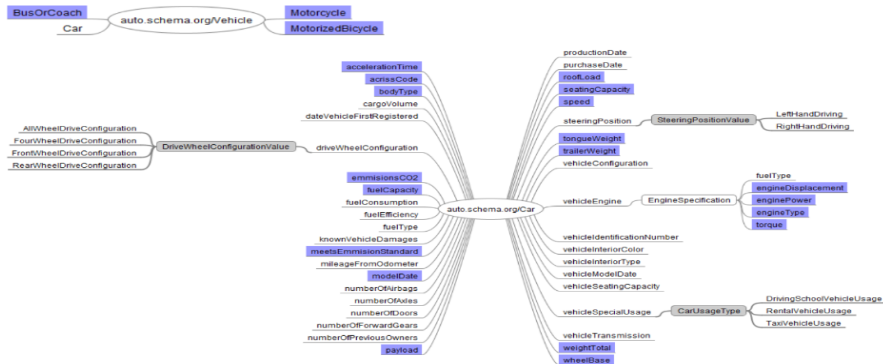 BusOrCoach
Car
auto.schema.org/Vehicle
Motorcycle
MotorizedBicycle
accelerationTime
acrissCode
bodyType
cargoVolume
dateVehicleFirstRegistered
AllWheelDriveConfiguration
FourWheelDriveConfiguration
FrontWheelDriveConfiguration
RearWheelDriveConfiguration
DriveWheelConfigurationValue
driveWheelConfiguration
emmisionsCO2
fuelCapacity
fuelConsumption
fuelEfficiency
fuelType
knownVehicleDamages
meetsEmmisionStandard
mileageFromOdometer
modelDate
numberOfAirbags
numberOfAxles
numberOfDoors
numberOfForwardGears
numberOfPreviousOwners
payload
auto.schema.org/Car
productionDate
purchaseDate
roofLoad
seatingCapacity
speed
steeringPosition
SteeringPositionValue
LeftHandDriving
RightHandDriving
tongueWeight
trailerWeight
vehicleConfiguration
vehicleEngine
EngineSpecification
fuelType
engineDisplacement
enginePower
engineType
torque
vehicleIdentificationNumber
vehicleInteriorColor
vehicleInteriorType
vehicleModelDate
vehicleSeatingCapacity
vehicleSpecialUsage
CarUsageType
DrivingSchoolVehicleUsage
RentalVehicleUsage
TaxiVehicleUsage
vehicleTransmission
weightTotal
wheelBase